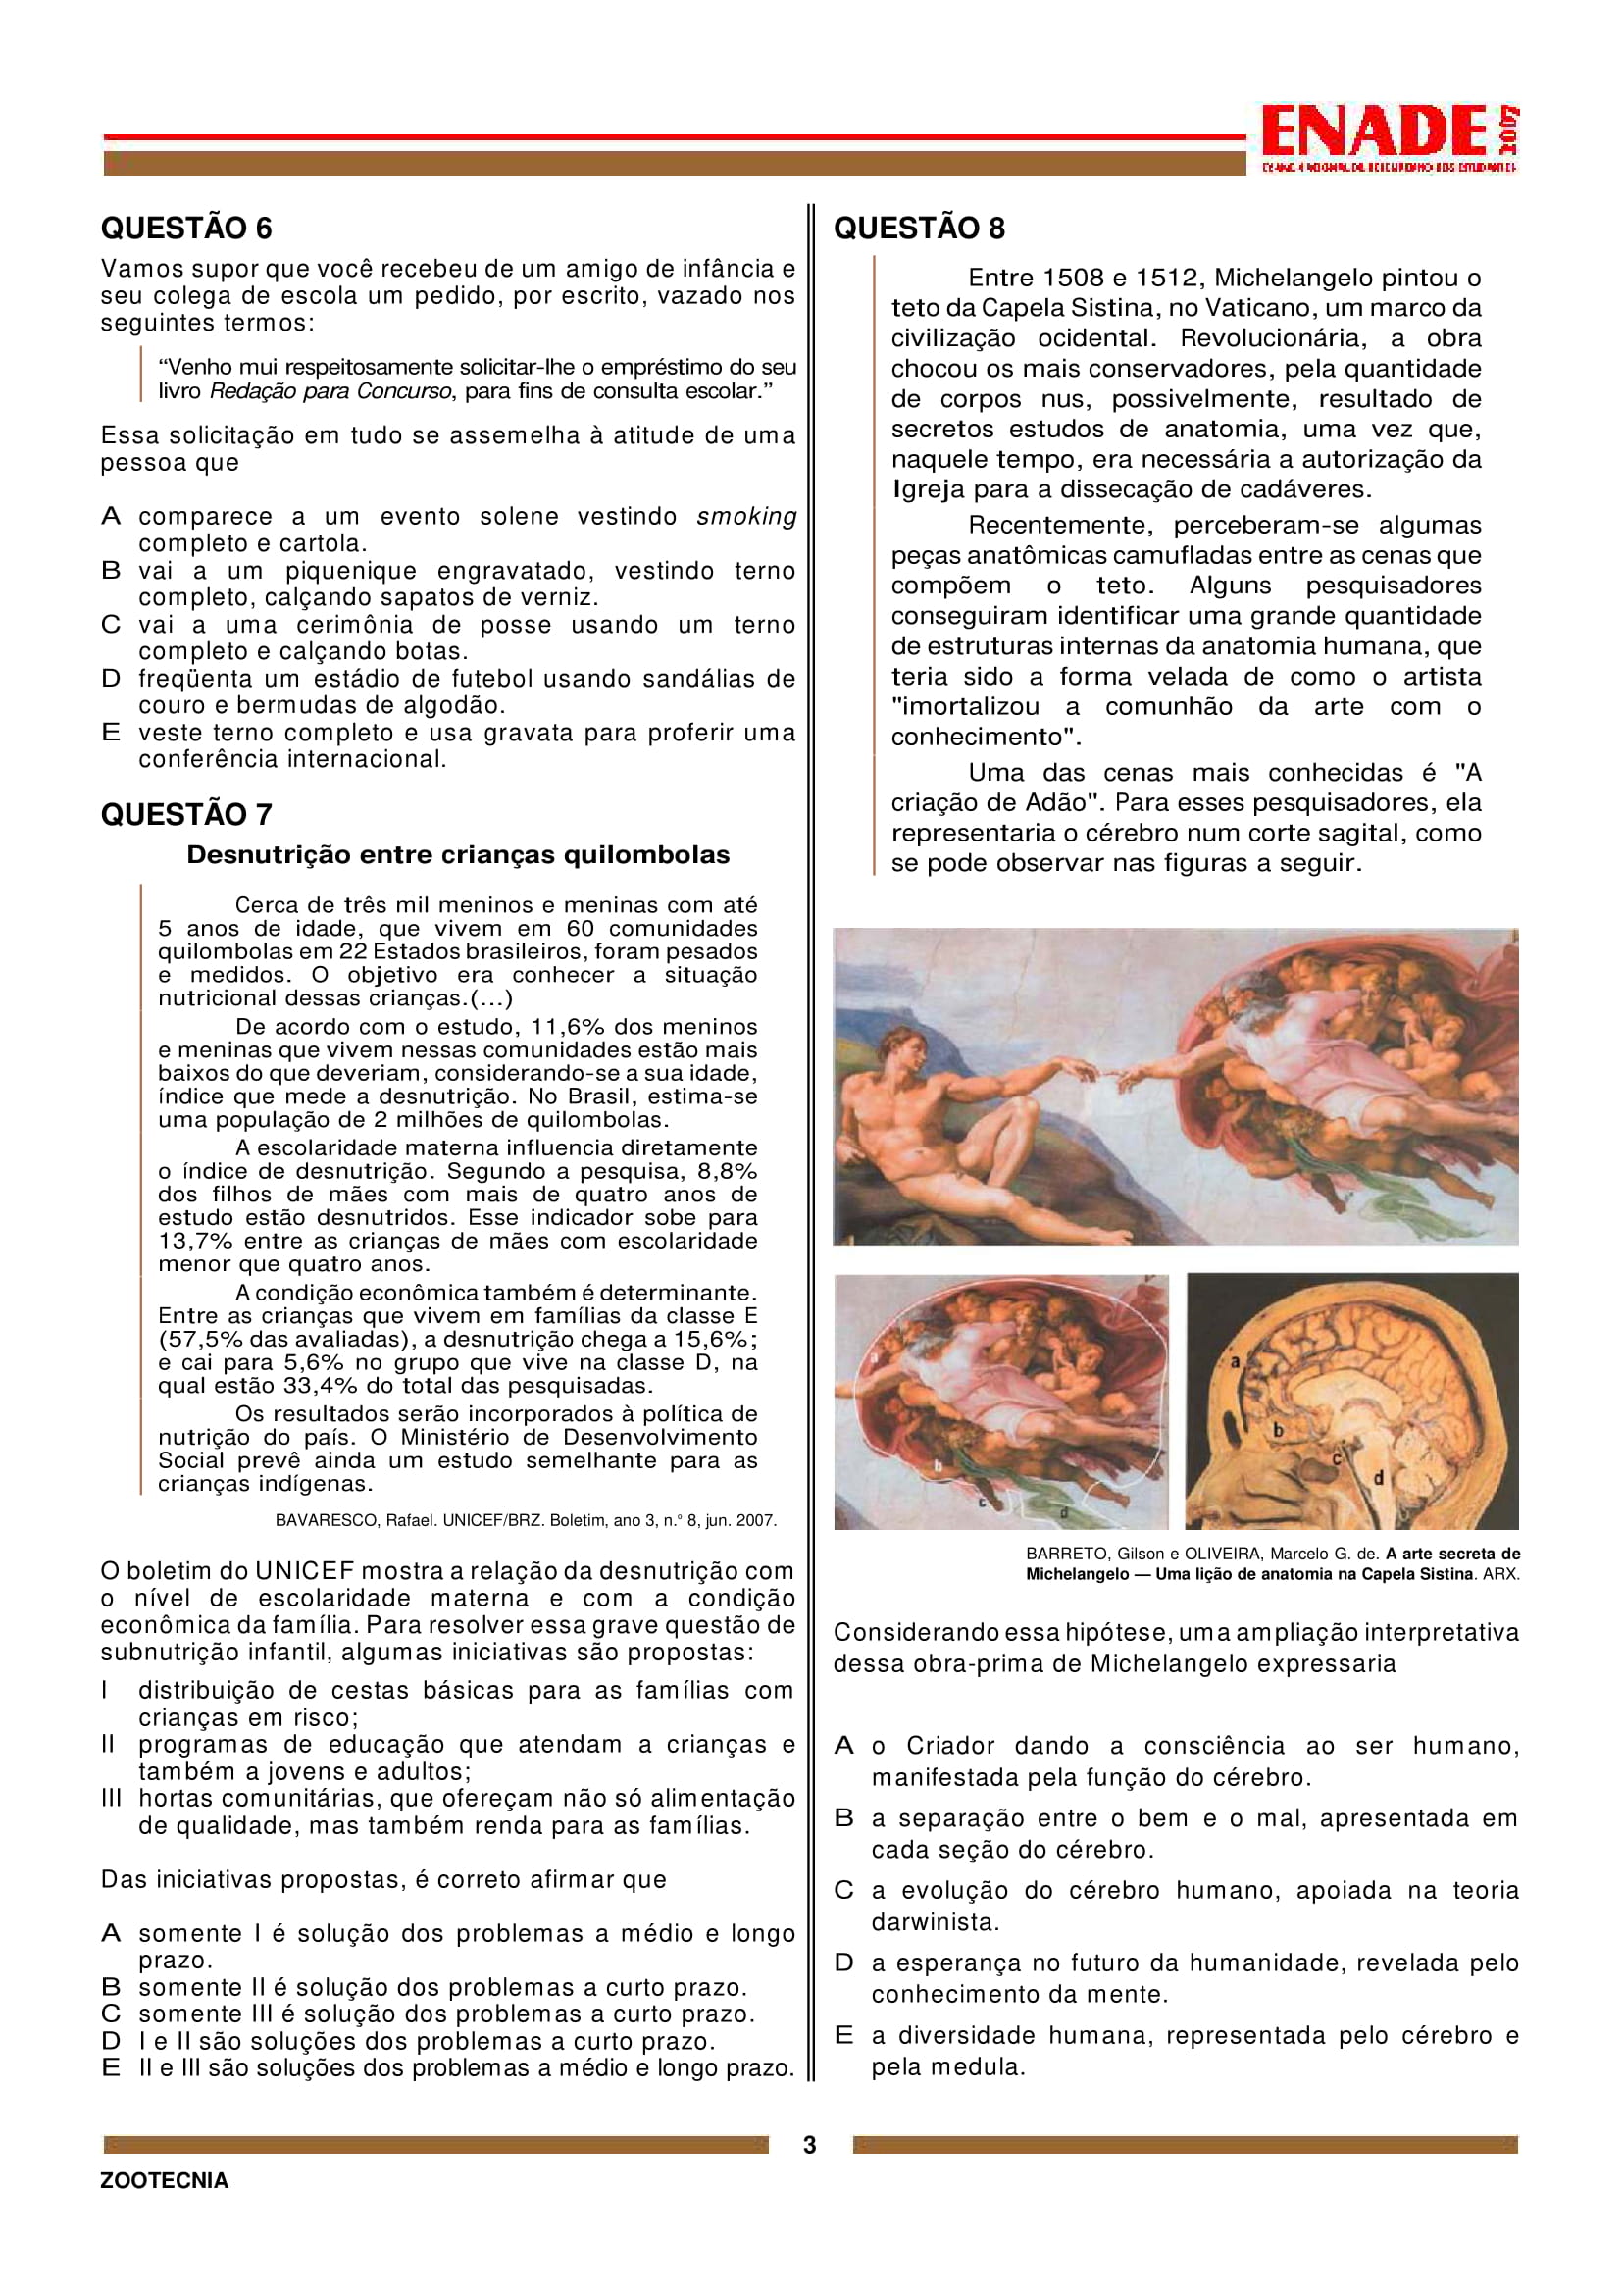 ENADE 2007
QUESTÃO 6
Vamos supor que você recebeu de um amigo de infância e
seu colega de escola um pedido, por escrito, vazado nos
seguintes termos:
“Venho mui respeitosamente solicitar-lhe o empréstimo do seu
livro Redação para Concurso, para fins de consulta escolar.”
Essa solicitação em tudo se assemelha à atitude de uma
pessoa que
A comparece a um evento solene vestindo smoking
completo e cartola.
B vai a um piquenique engravatado, vestindo terno
completo, calçando sapatos de verniz.
C vai a uma cerimônia de posse usando um terno
completo e calçando botas.
D freqüenta um estádio de futebol usando sandálias de
couro e bermudas de algodão.
E veste terno completo e usa gravata para proferir uma
conferência internacional.
QUESTÃO 7
Desnutrição entre crianças quilombolas
Cerca de três mil meninos e meninas com até
5 anos de idade, que vivem em 60 comunidades
quilombolas em 22 Estados brasileiros, foram pesados
e medidos. O objetivo era conhecer a situação
nutricional dessas crianças.(...)
De acordo com o estudo, 11,6% dos meninos
e meninas que vivem nessas comunidades estão mais
baixos do que deveriam, considerando-se a sua idade,
índice que mede a desnutrição. No Brasil, estima-se
uma população de 2 milhões de quilombolas.
A escolaridade materna influencia diretamente
o índice de desnutrição. Segundo a pesquisa, 8,8%
dos filhos de mães com mais de quatro anos de
estudo estão desnutridos. Esse indicador sobe para
13,7% entre as crianças de mães com escolaridade
menor que quatro anos.
A condição econômica também é determinante.
Entre as crianças que vivem em famílias da classe E
(57,5% das avaliadas), a desnutrição chega a 15,6%;
e cai para 5,6% no grupo que vive na classe D, na
qual estão 33,4% do total das pesquisadas.
Os resultados serão incorporados à política de
nutrição do país. O Ministério de Desenvolvimento
Social prevê ainda um estudo semelhante para as
crianças indígenas.
BAVARESCO, Rafael. UNICEF/BRZ. Boletim, ano 3, n.º 8, jun. 2007.
O boletim do UNICEF mostra a relação da desnutrição com
o nível de escolaridade materna e com a condição
econômica da família. Para resolver essa grave questão de
subnutrição infantil, algumas iniciativas são propostas:
I distribuição de cestas básicas para as famílias com
crianças em risco;
II programas de educação que atendam a crianças e
também a jovens e adultos;
III hortas comunitárias, que ofereçam não só alimentação
de qualidade, mas também renda para as famílias.
Das iniciativas propostas, é correto afirmar que
A somente I é solução dos problemas a médio e longo
prazo.
B somente II é solução dos problemas a curto prazo.
C somente III é solução dos problemas a curto prazo.
D I e II são soluções dos problemas a curto prazo.
E II e III são soluções dos problemas a médio e longo prazo.
QUESTÃO 8
Entre 1508 e 1512, Michelangelo pintou o
teto da Capela Sistina, no Vaticano, um marco da
civilização ocidental. Revolucionária, a obra
chocou os mais conservadores, pela quantidade
de corpos nus, possivelmente, resultado de
secretos estudos de anatomia, uma vez que,
naquele tempo, era necessária a autorização da
Igreja para a dissecação de cadáveres.
Recentemente, perceberam-se algumas
peças anatômicas camufladas entre as cenas que
compõem o teto. Alguns pesquisadores
conseguiram identificar uma grande quantidade
de estruturas internas da anatomia humana, que
teria sido a forma velada de como o artista
"imortalizou a comunhão da arte com o
conhecimento".
Uma das cenas mais conhecidas é "A
criação de Adão". Para esses pesquisadores, ela
representaria o cérebro num corte sagital, como
se pode observar nas figuras a seguir.
a
b
c
d
a
b
c
d
BARRETO, Gilson e OLIVEIRA, Marcelo G. de. A arte secreta de
Michelangelo — Uma lição de anatomia na Capela Sistina. ARX.
Considerando essa hipótese, uma ampliação interpretativa
dessa obra-prima de Michelangelo expressaria
A o Criador dando a consciência ao ser humano,
manifestada pela função do cérebro.
B a separação entre o bem e o mal, apresentada em
cada seção do cérebro.
C a evolução do cérebro humano, apoiada na teoria
darwinista.
D a esperança no futuro da humanidade, revelada pelo
conhecimento da mente.
E a diversidade humana, representada pelo cérebro e
pela medula.
3
ZOOTECNIA